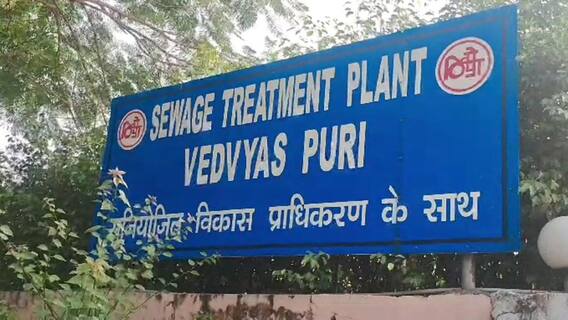 SEWAGE TREATMENT PLANT
VEDVYAS PURI
विकास प्राधिकरण के साथ